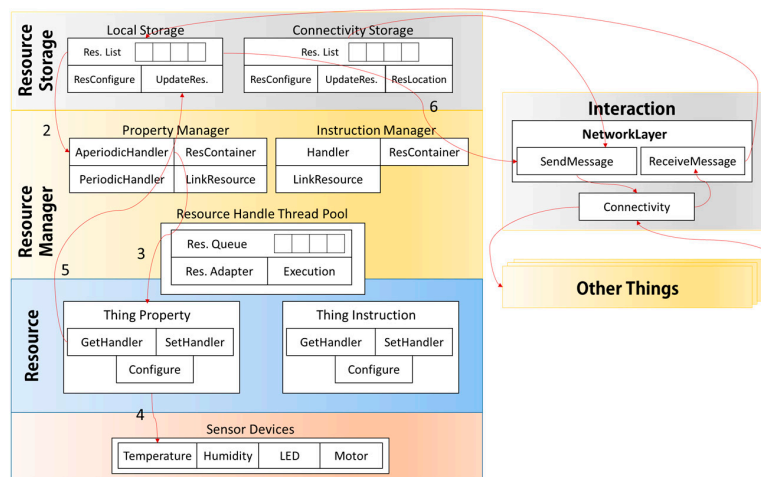 Resource
Storage
Local Storage
Res. List
ResConfigure
UpdateRes.
Connectivity Storage
Res. List
ResConfigure
UpdateRes.
ResLocation
6
2
Resource
Manager
Property Manager
AperiodicHandler
ResContainer
PeriodicHandler
LinkResource
Instruction Manager
Handler
ResContainer
LinkResource
Resource Handle Thread Pool
Res. Queue
Res. Adapter
Execution
3
5
Resource
Thing Property
GetHandler
SetHandler
Configure
Thing Instruction
GetHandler
SetHandler
Configure
4
Sensor Devices
Temperature
Humidity
LED
Motor
Interaction
NetworkLayer
SendMessage
ReceiveMessage
Connectivity
Other Things